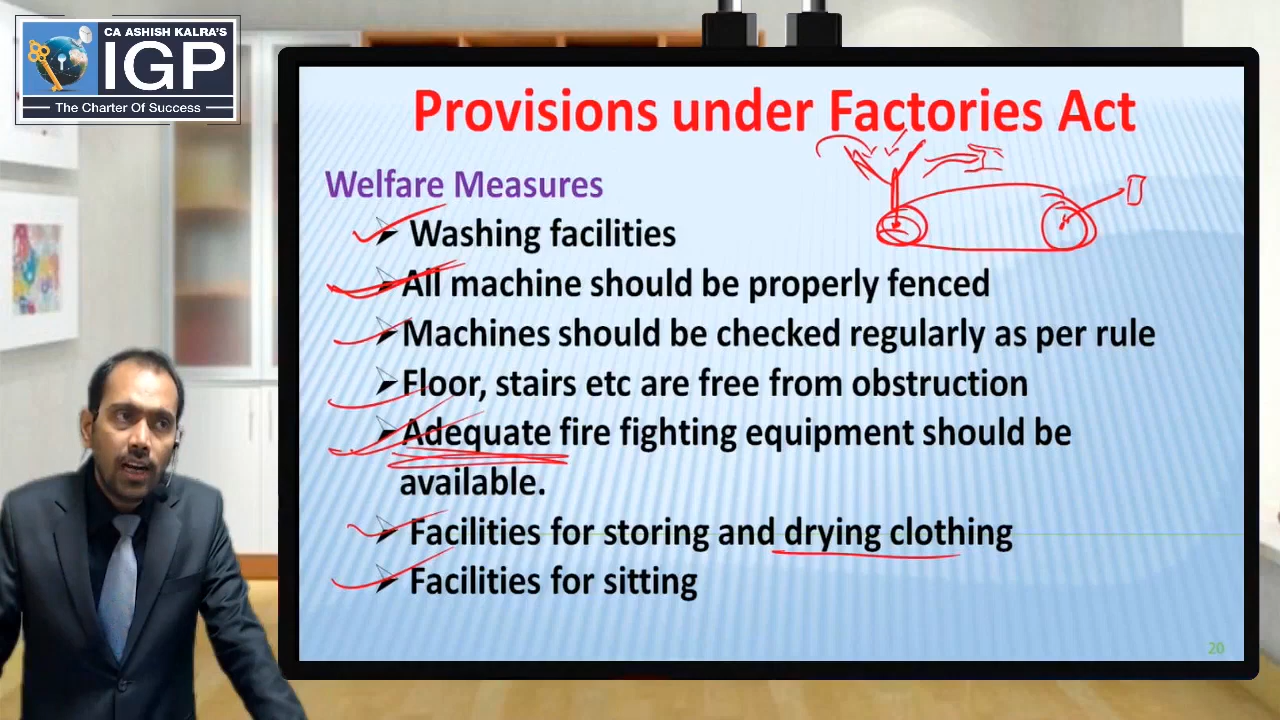 CA ASHISH KALRA'S
IGP
The Charter Of Success
Provisions under Factories Act
Welfare Measures
Washing facilities
All machine should be properly fenced
Machines should be checked regularly as per rule
Floor, stairs etc are free from obstruction
Adequate fire fighting equipment should be
available.
Facilities for storing and drying clothing
Facilities for sitting
20